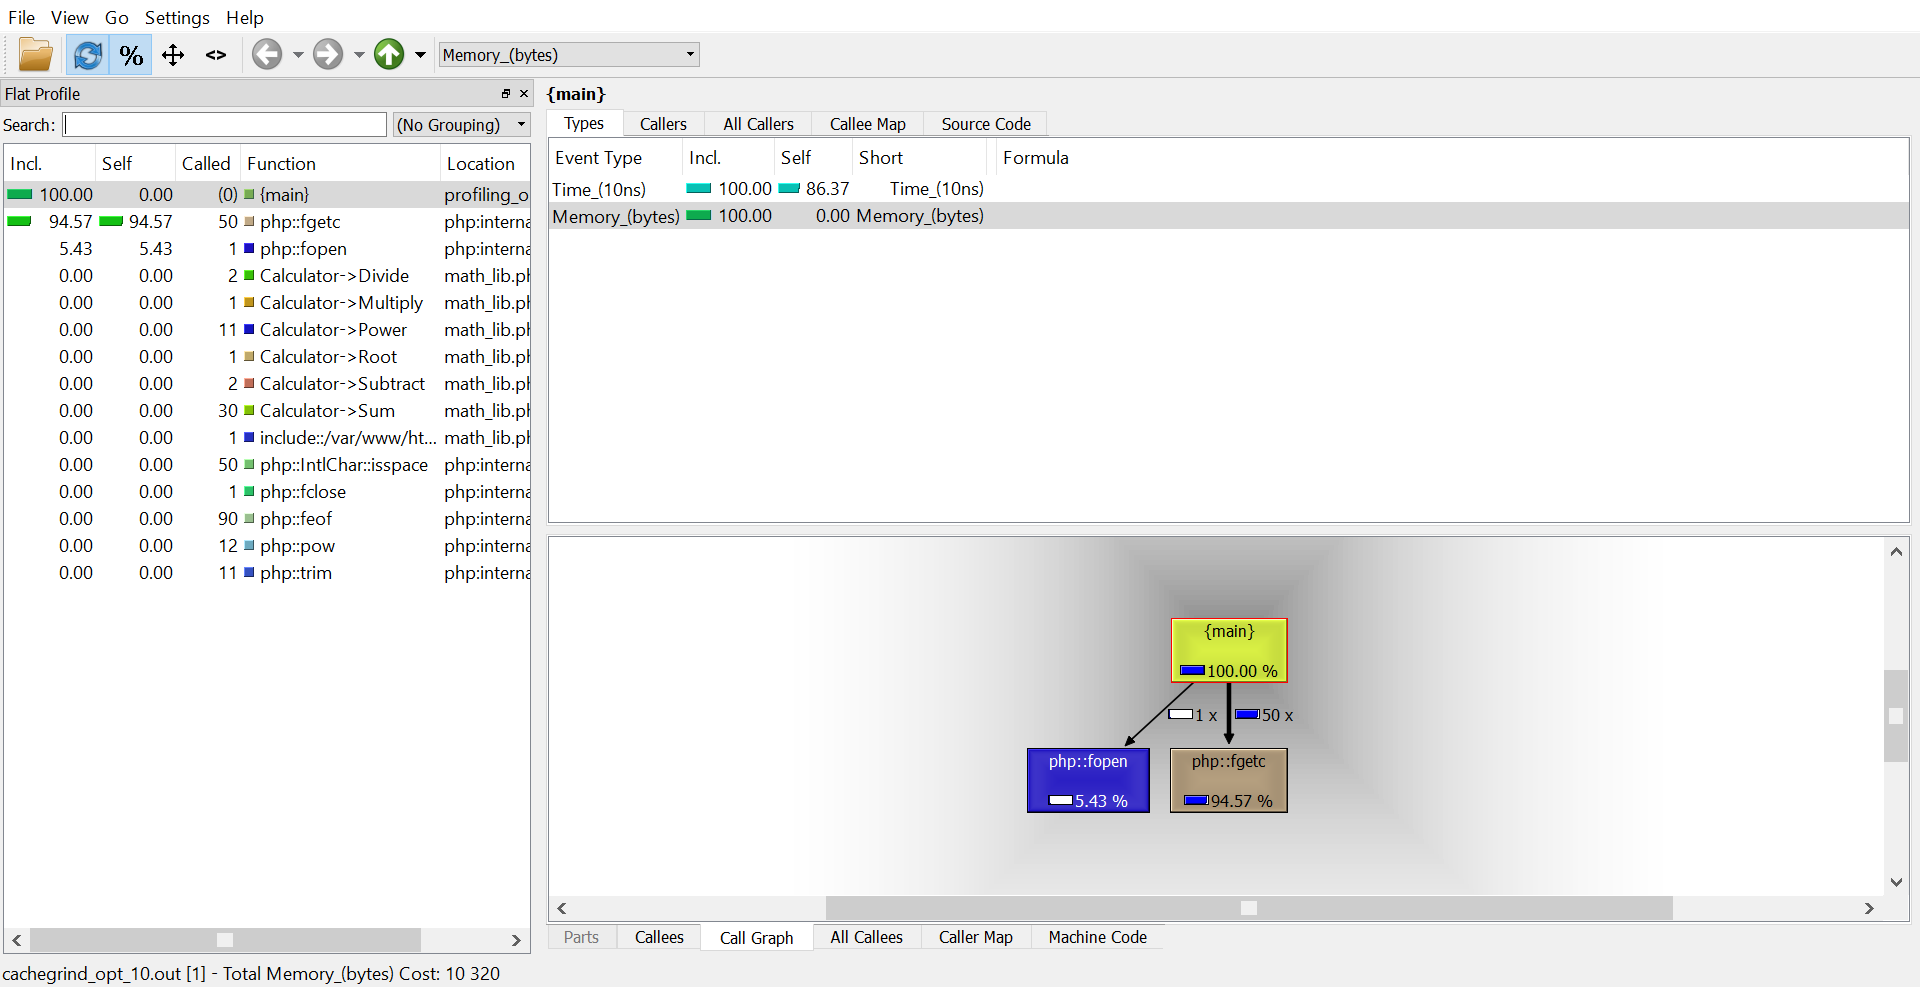 File View Go Settings Help
% <> Memory_(bytes)
Flat Profile
Search: (No Grouping)
Incl. Self Called Function Location
100.00 0.00 (0) {main} profiling_o
94.57 94.57 50 php::fgetc php:interna
5.43 5.43 1 php::fopen php:interna
0.00 0.00 2 Calculator->Divide math_lib.ph
0.00 0.00 1 Calculator->Multiply math_lib.ph
0.00 0.00 11 Calculator->Power math_lib.ph
0.00 0.00 1 Calculator->Root math_lib.ph
0.00 0.00 2 Calculator->Subtract math_lib.ph
0.00 0.00 30 Calculator->Sum math_lib.ph
0.00 0.00 1 include::/var/www/ht... math_lib.ph
0.00 0.00 50 php::IntlChar::isspace php:interna
0.00 0.00 1 php::fclose php:interna
0.00 0.00 90 php::feof php:interna
0.00 0.00 12 php::pow php:interna
0.00 0.00 11 php::trim php:interna
{main}
Types Callers All Callers Callee Map Source Code
Event Type Incl. Self Short Formula
Time_(10ns) 100.00 86.37 Time_(10ns)
Memory_(bytes) 100.00 0.00 Memory_(bytes)
{main}
100.00 %
1 x 50 x
php::fopen
5.43 %
php::fgetc
94.57 %
Parts Callees Call Graph All Callees Caller Map Machine Code
cachegrind_opt_10.out [1] - Total Memory_(bytes) Cost: 10 320